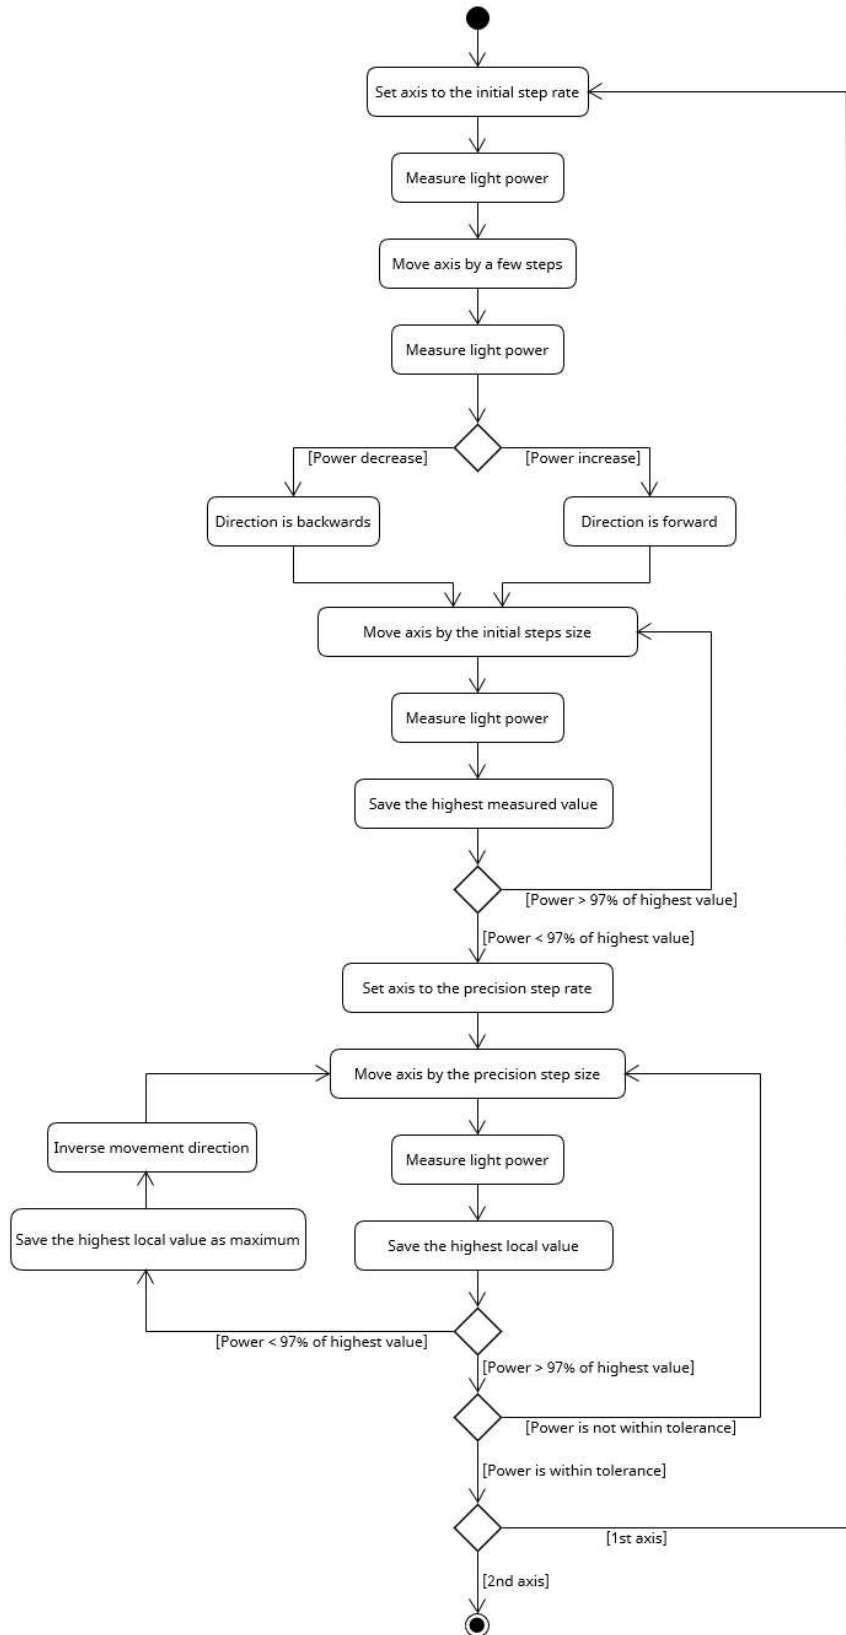 Set axis to the initial step rate
Measure light power
Move axis by a few steps
Measure light power
[Power decrease]
[Power increase]
Direction is backwards
Direction is forward
Move axis by the initial steps size
Measure light power
Save the highest measured value
[Power > 97% of highest value]
[Power < 97% of highest value]
Set axis to the precision step rate
Move axis by the precision step size
Inverse movement direction
Measure light power
Save the highest local value as maximum
Save the highest local value
[Power < 97% of highest value]
[Power > 97% of highest value]
[Power is not within tolerance]
[Power is within tolerance]
[1st axis]
[2nd axis]